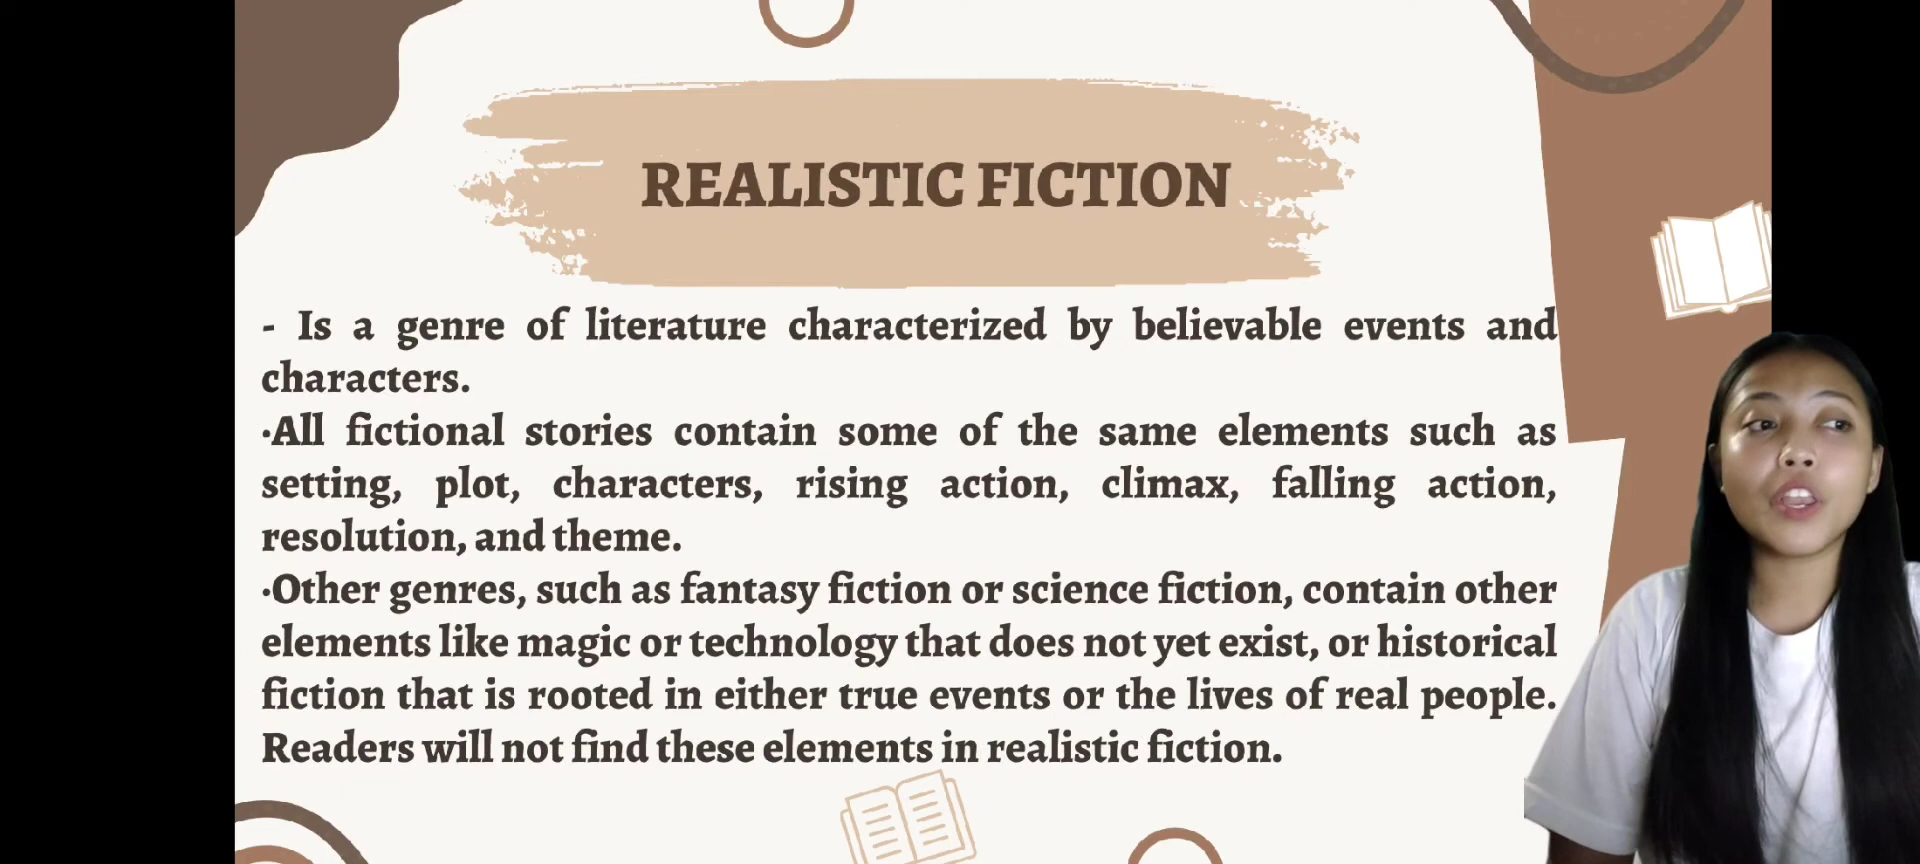 REALISTIC FICTION
- Is a genre of literature characterized by believable events and
characters.
·All fictional stories contain some of the same elements such as
setting, plot, characters, rising action, climax, falling action,
resolution, and theme.
·Other genres, such as fantasy fiction or science fiction, contain other
elements like magic or technology that does not yet exist, or historical
fiction that is rooted in either true events or the lives of real people.
Readers will not find these elements in realistic fiction.